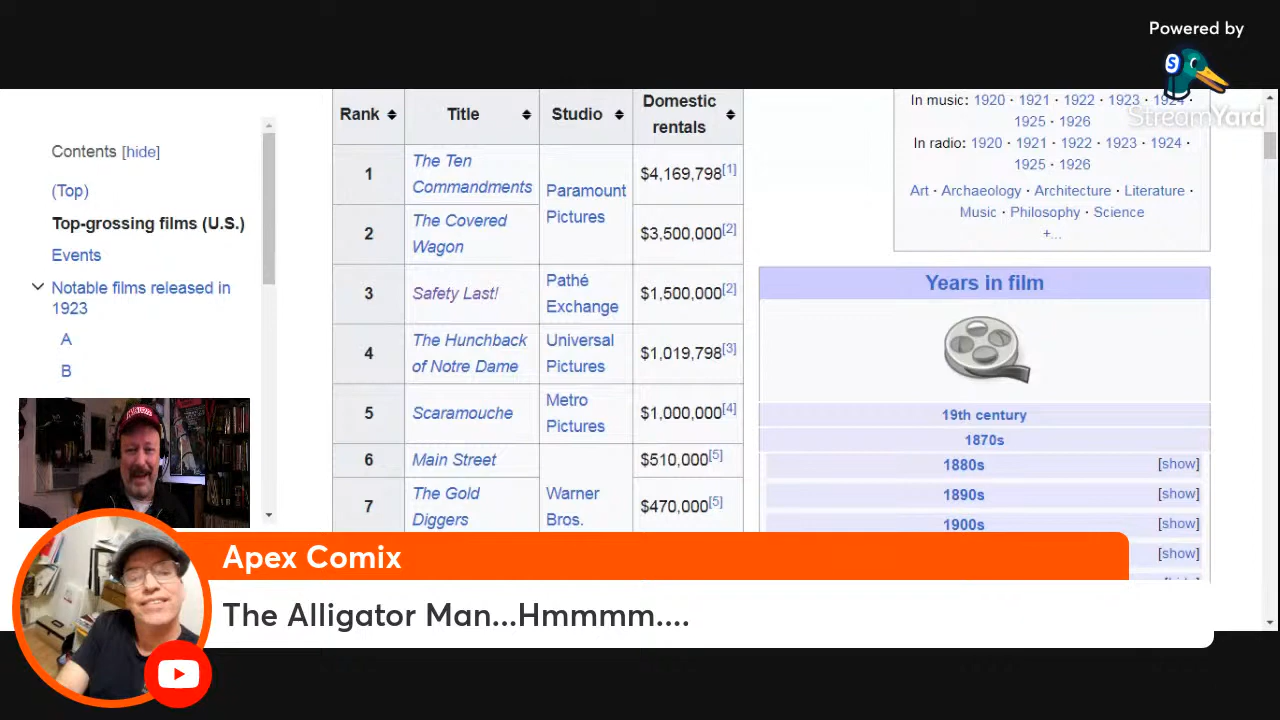 Powered by
StreamYard
Contents [hide]
(Top)
Top-grossing films (U.S.)
Events
Notable films released in
1923
A
B
Rank
Title
Studio
Domestic
rentals
1
The Ten
Commandments
Paramount
Pictures
$4,169,798[1]
2
The Covered
Wagon
$3,500,000[2]
3
Safety Last!
Pathé
Exchange
$1,500,000[2]
4
The Hunchback
of Notre Dame
Universal
Pictures
$1,019,798[3]
5
Scaramouche
Metro
Pictures
$1,000,000[4]
6
Main Street
$510,000[5]
7
The Gold
Diggers
Warner
Bros.
$470,000[5]
In music: 1920 · 1921 · 1922 · 1923 · 1924 ·
1925 · 1926
In radio: 1920 · 1921 · 1922 · 1923 · 1924 ·
1925 · 1926
Art · Archaeology · Architecture · Literature ·
Music · Philosophy · Science
+...
Years in film
19th century
1870s
1880s [show]
1890s [show]
1900s [show]
[show]
Apex Comix
The Alligator Man...Hmmmm....